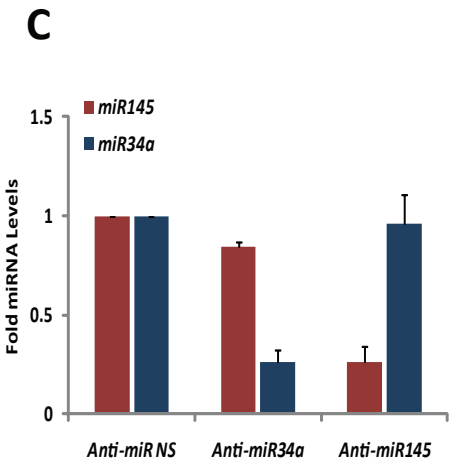 C
miR145
miR34a
Fold miRNA Levels
1.5
1
0.5
0
Anti-miR NS
Anti-miR34a
Anti-miR145